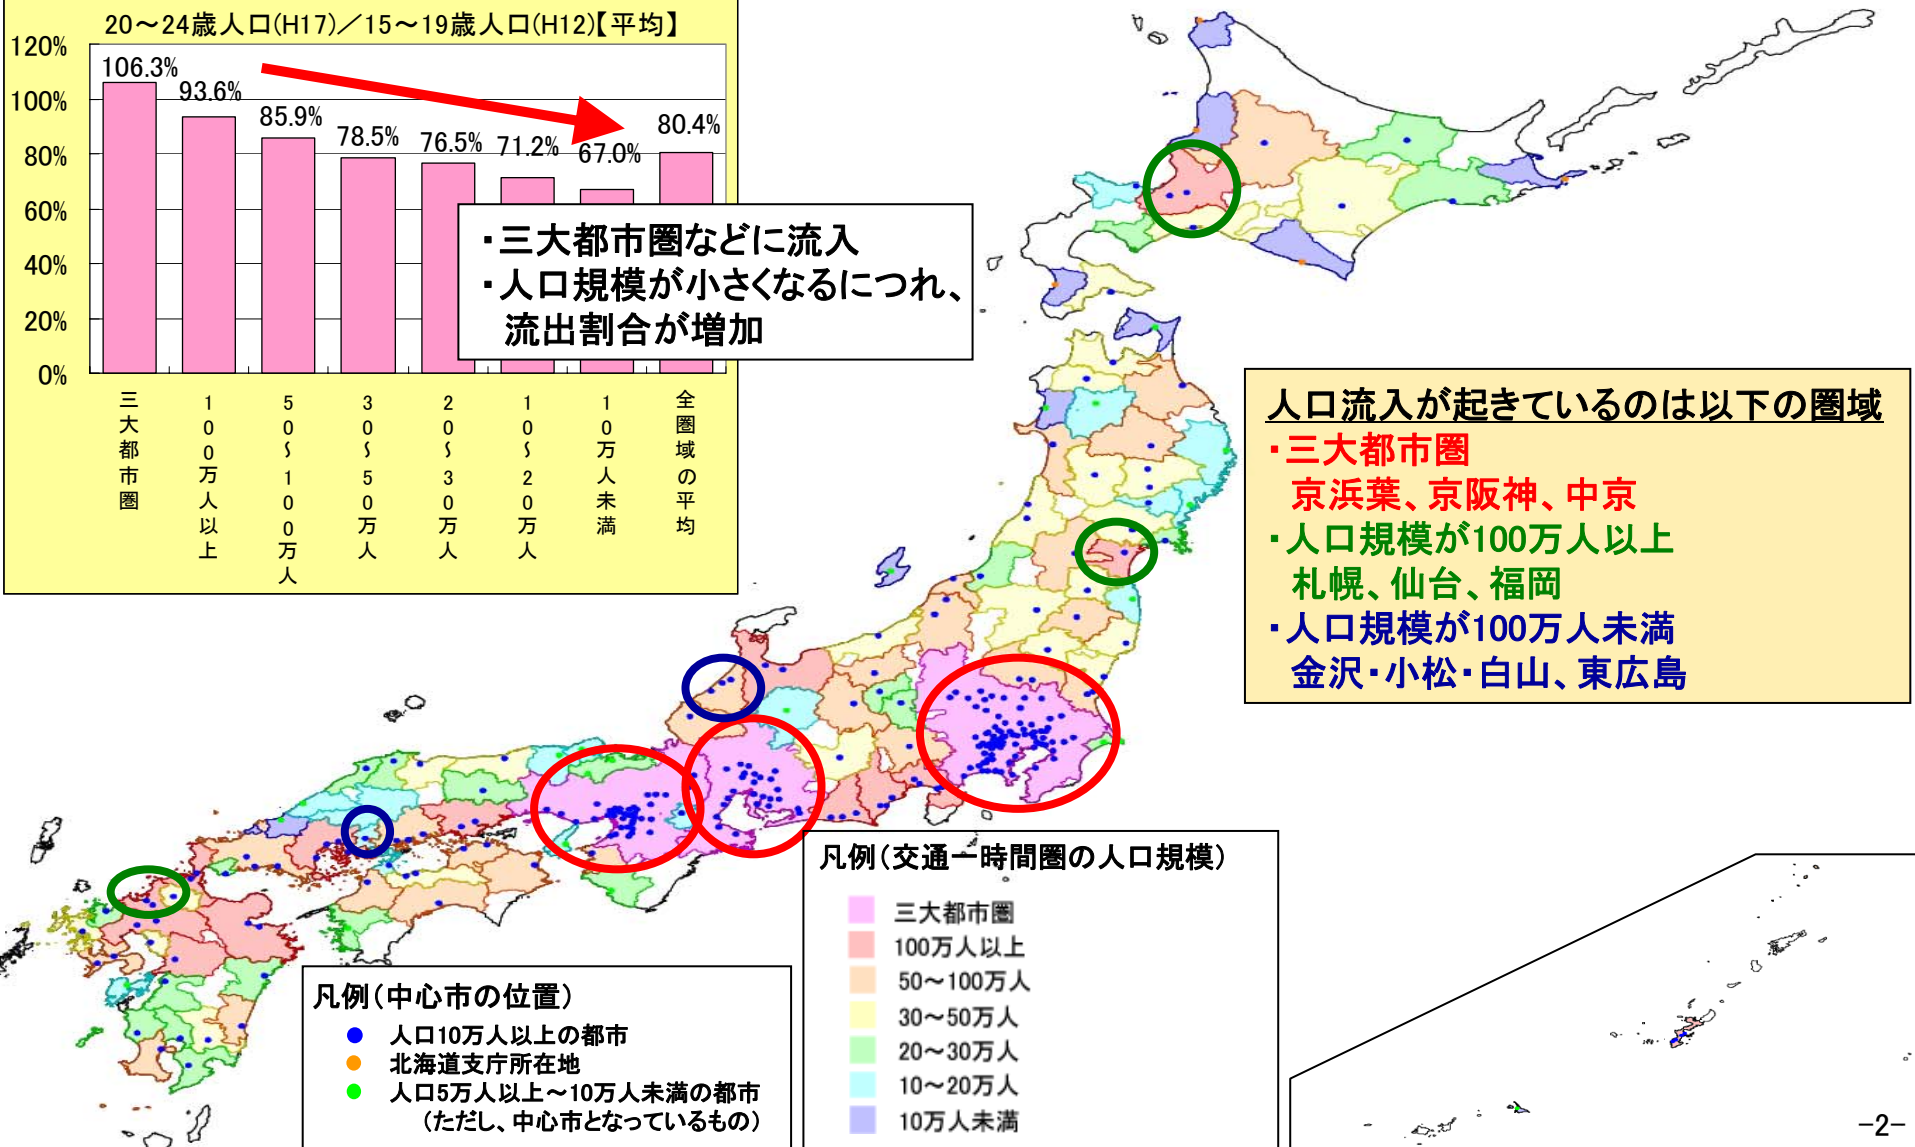 20～24歳人口(H17)／15～19歳人口(H12)【平均】
120%
100%
80%
60%
40%
20%
0%
106.3%
93.6%
85.9%
78.5%
76.5%
71.2%
67.0%
80.4%
三大都市圏
100万人以上
50～100万人
30～50万人
20～30万人
10～20万人
10万人未満
全圏域の平均
・三大都市圏などに流入
・人口規模が小さくなるにつれ、
流出割合が増加
人口流入が起きているのは以下の圏域
・三大都市圏
京浜葉、京阪神、中京
・人口規模が100万人以上
札幌、仙台、福岡
・人口規模が100万人未満
金沢・小松・白山、東広島
凡例(交通一時間圏の人口規模)
三大都市圏
100万人以上
50～100万人
30～50万人
20～30万人
10～20万人
10万人未満
凡例(中心市の位置)
人口10万人以上の都市
北海道支庁所在地
人口5万人以上～10万人未満の都市
(ただし、中心市となっているもの)
-2-